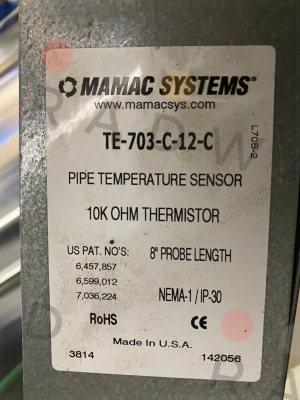 MAMAC SYSTEMS®
www.mamacsys.com
TE-703-C-12-C
L70B-2
PIPE TEMPERATURE SENSOR
10K OHM THERMISTOR
US PAT. NO'S:
6,457,857
6,599,012
7,036,224
8" PROBE LENGTH
NEMA-1 / IP-30
RoHS
CE
Made In U.S.A.
3814
142056